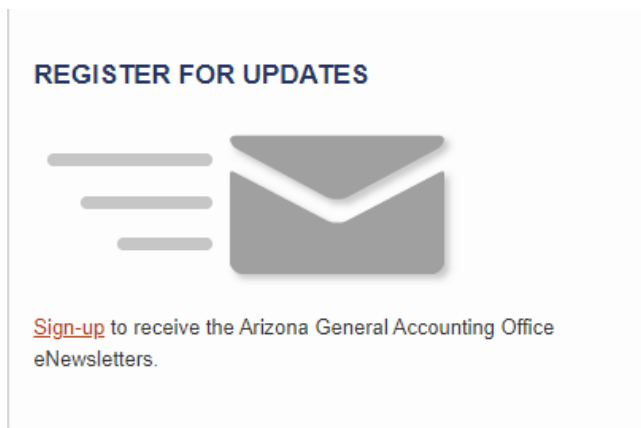 REGISTER FOR UPDATES
Sign-up to receive the Arizona General Accounting Office
eNewsletters.